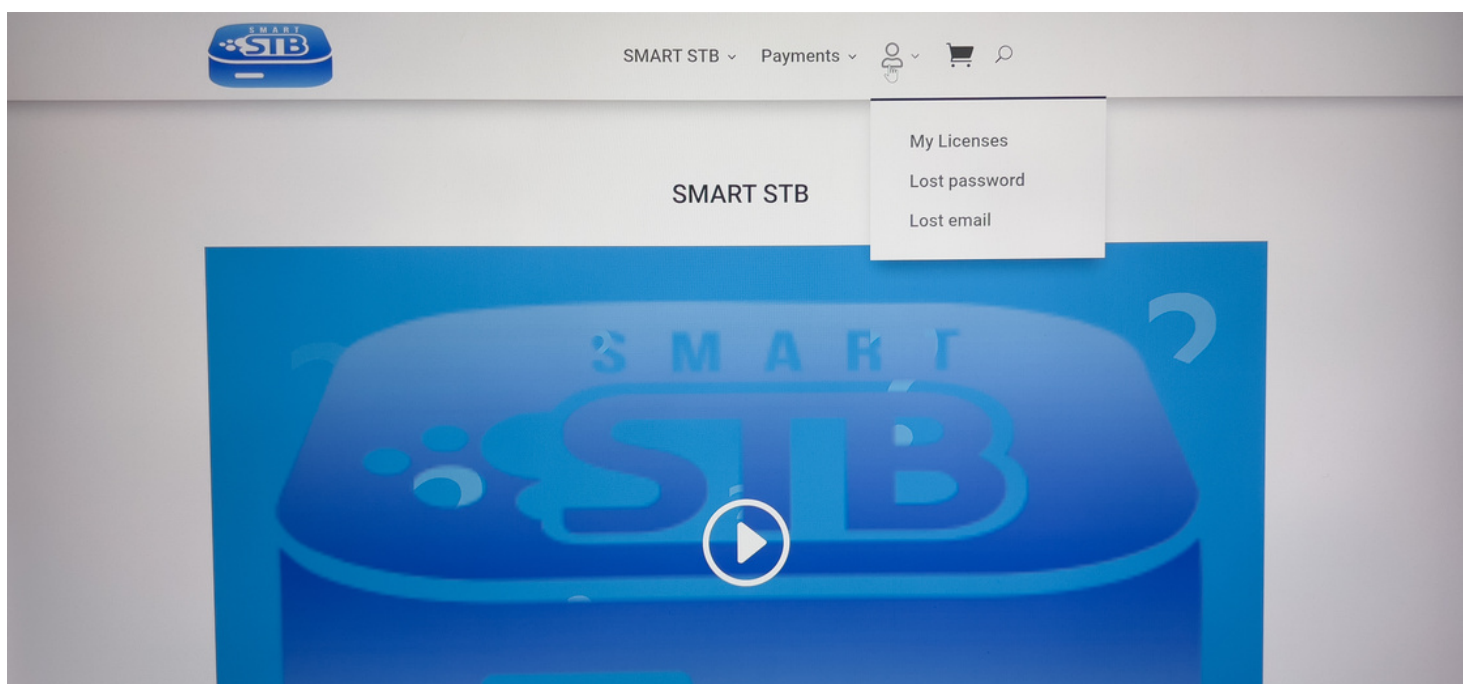 SMART
STB
SMART STB
Payments
My Licenses
Lost password
Lost email
SMART STB
SMART
STB